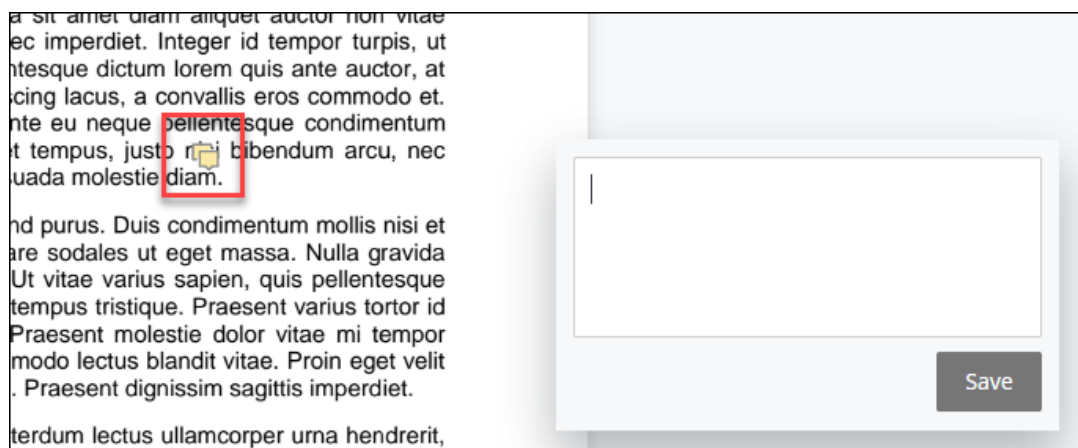 a sit amet diam aliquet auctor non vitae
ec imperdiet. Integer id tempor turpis, ut
ntesque dictum lorem quis ante auctor, at
scing lacus, a convallis eros commodo et.
nte eu neque pellentesque condimentum
et tempus, justo bibendum arcu, nec
suada molestie diam.
nd purus. Duis condimentum mollis nisi et
are sodales ut eget massa. Nulla gravida
Ut vitae varius sapien, quis pellentesque
tempus tristique. Praesent varius tortor id
Praesent molestie dolor vitae mi tempor
modo lectus blandit vitae. Proin eget velit
. Praesent dignissim sagittis imperdiet.
terdum lectus ullamcorper urna hendrerit,
Save